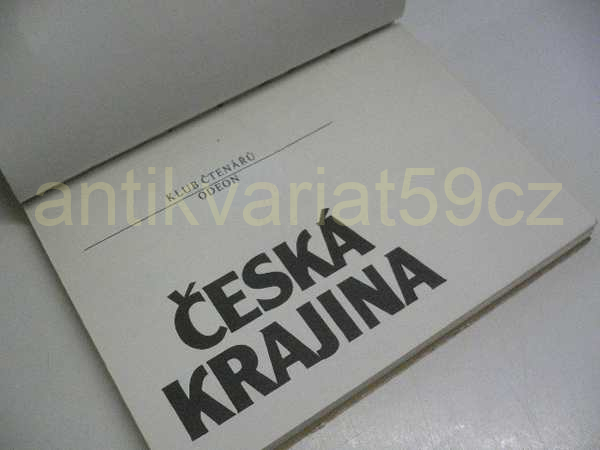 KLUB ČTENÁŘŮ
ODEON
antikvariat59cz
ČESKÁ
KRAJINA